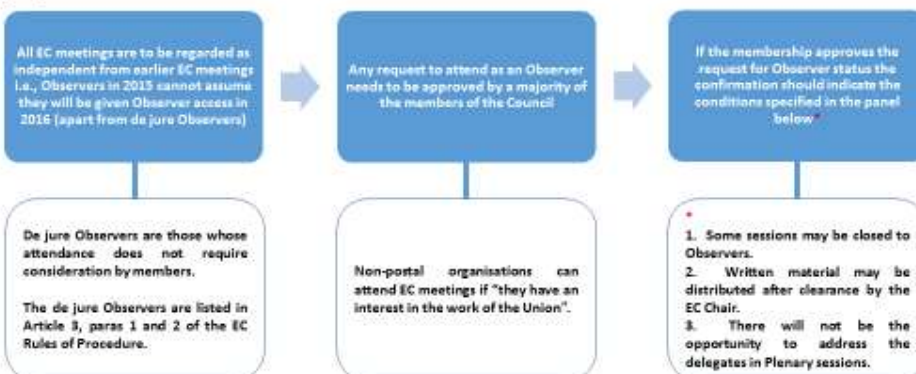 All EC meetings are to be regarded as
independent from earlier EC meetings
i.e., Observers in 2015 cannot assume
they will be given Observer access in
2016 (apart from de jure Observers)
Any request to attend as an Observer
needs to be approved by a majority of
the members of the Council
If the membership approves the
request for Observer status the
confirmation should indicate the
conditions specified in the panel
below*
De jure Observers are those whose
attendance does not require
consideration by members.
The de jure Observers are listed in
Article 3, paras 1 and 2 of the EC
Rules of Procedure.
Non-postal organisations can
attend EC meetings if "they have an
interest in the work of the Union".
*
1. Some sessions may be closed to
Observers.
2. Written material may be
distributed after clearance by the
EC Chair.
3. There will not be the
opportunity to address the
delegates in Plenary sessions.